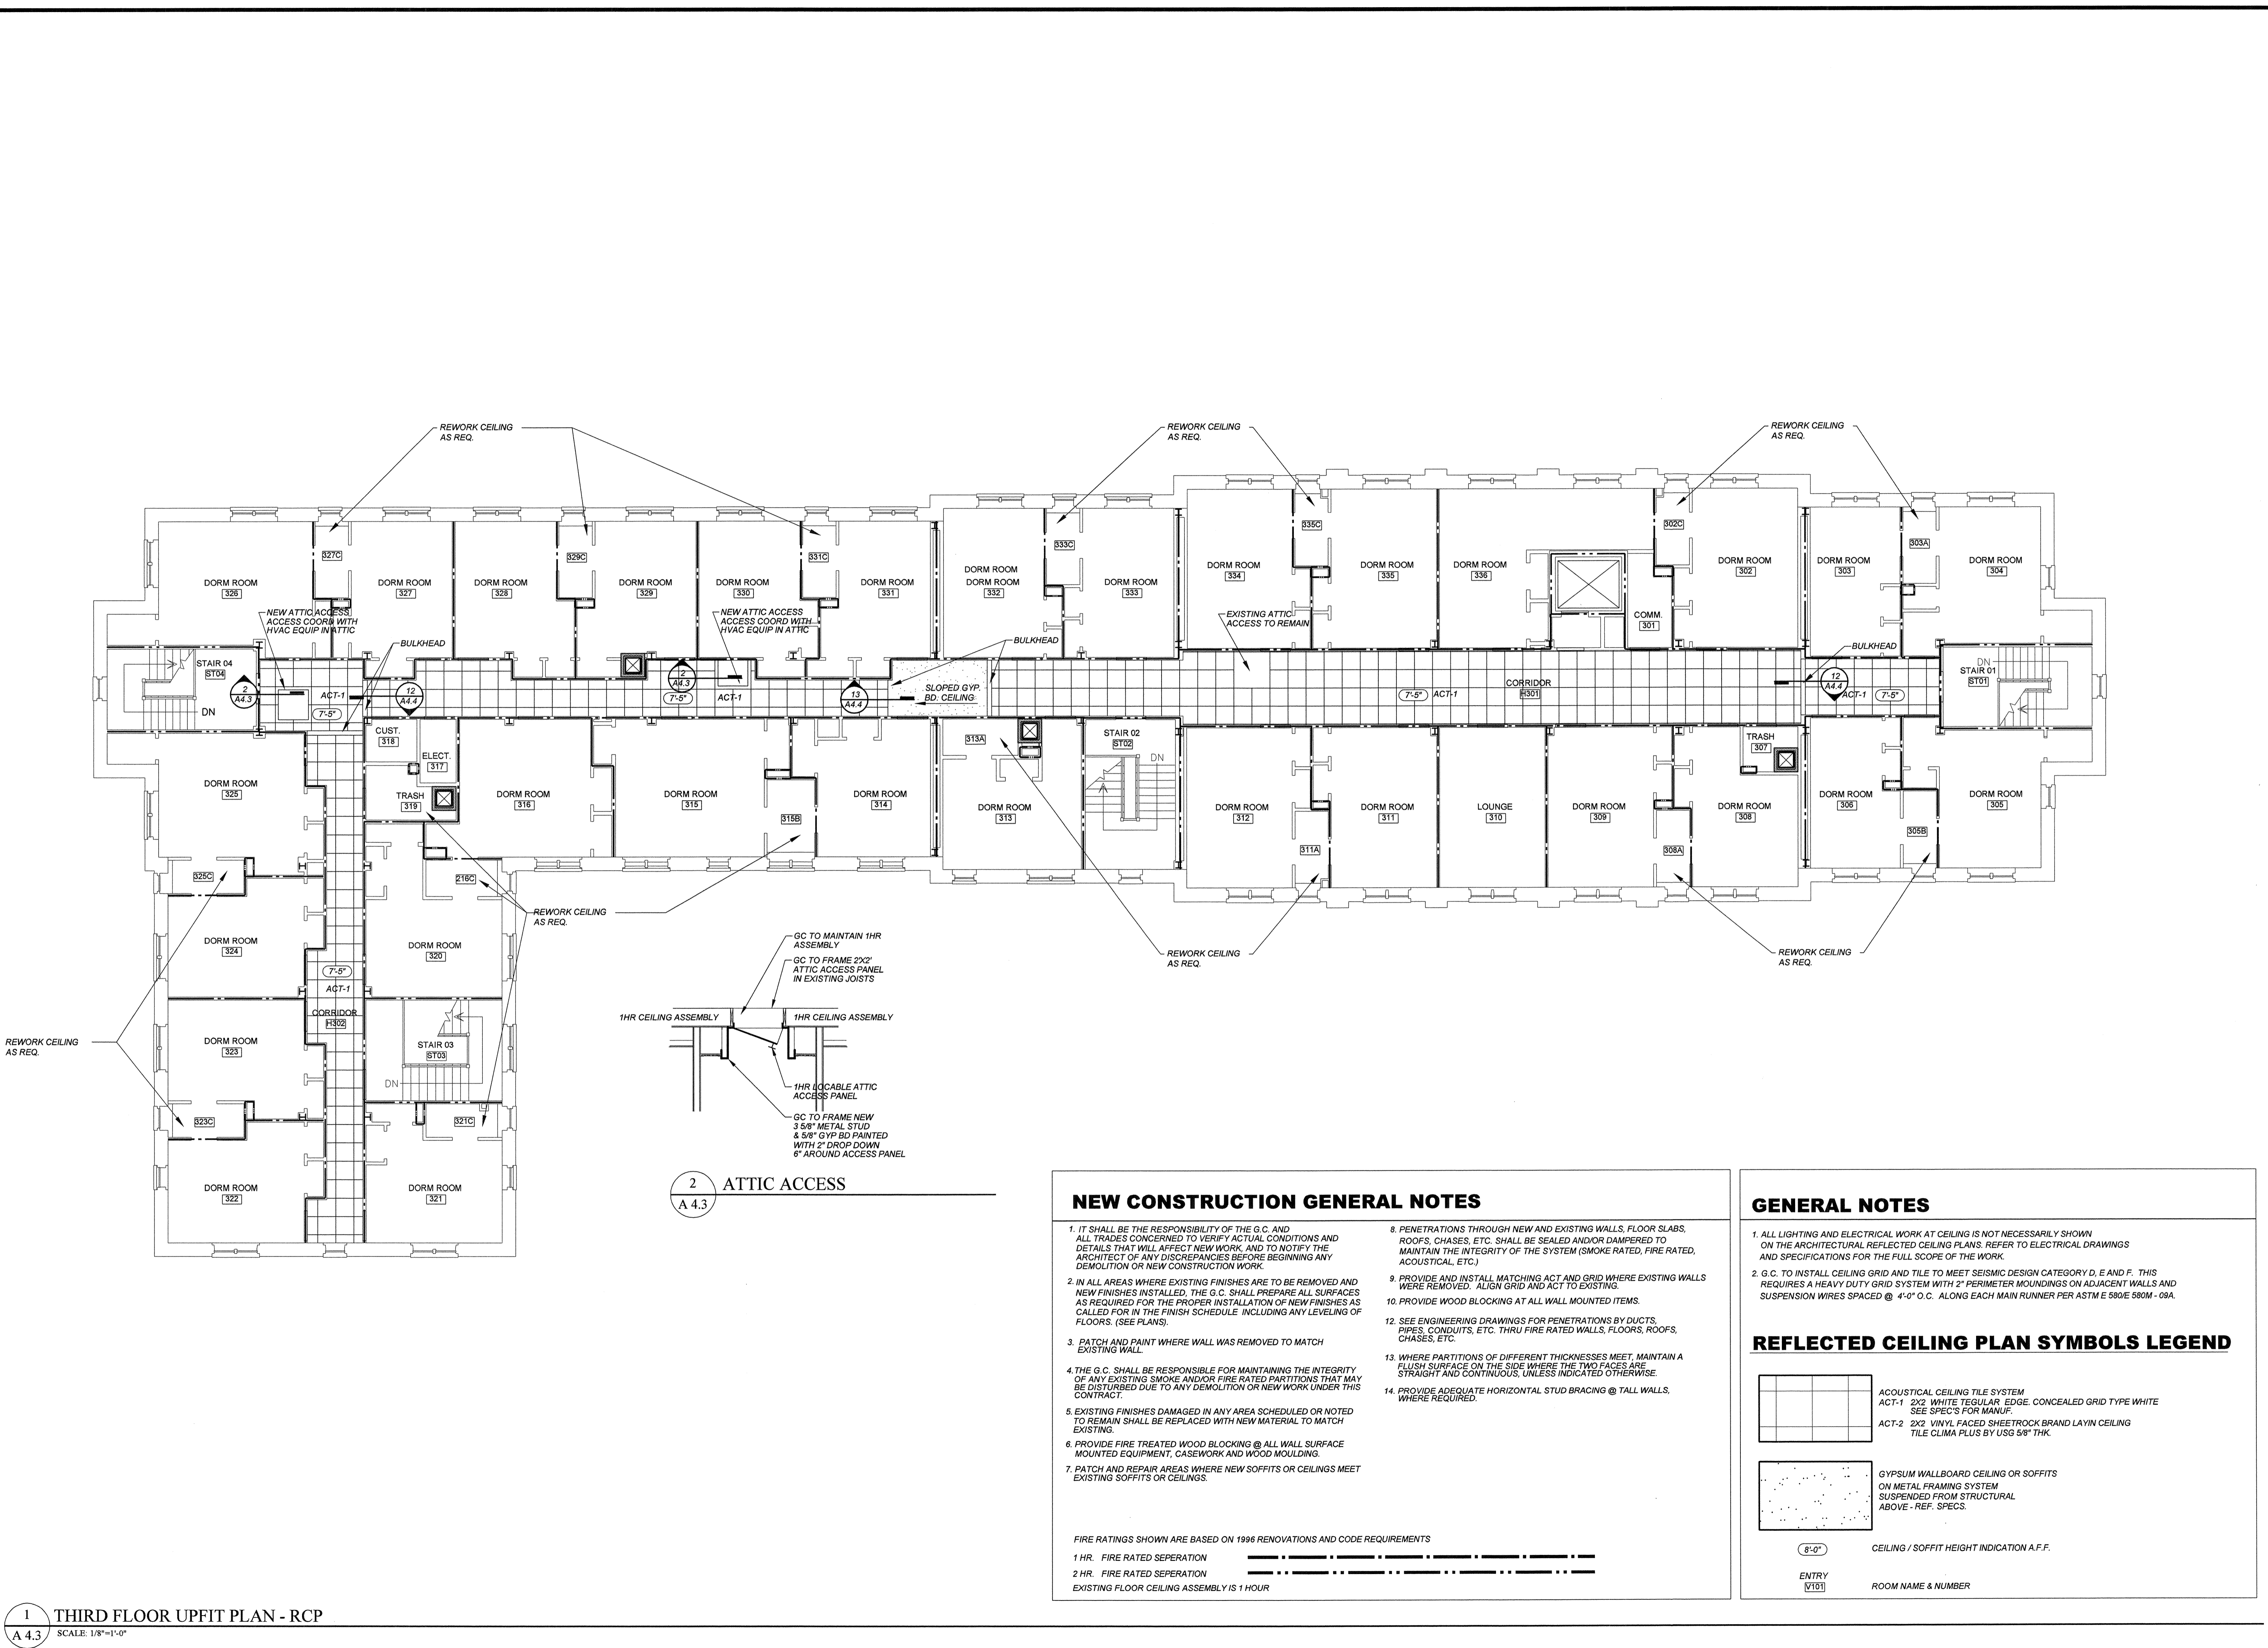 REWORK CEILING
AS REQ.
REWORK CEILING
AS REQ.
REWORK CEILING
AS REQ.
327C
329C
331C
333C
335C
302C
303A
DORM ROOM
326
DORM ROOM
327
DORM ROOM
328
DORM ROOM
329
DORM ROOM
330
DORM ROOM
331
DORM ROOM
DORM ROOM
332
DORM ROOM
333
DORM ROOM
334
DORM ROOM
335
DORM ROOM
336
DORM ROOM
302
DORM ROOM
303
DORM ROOM
304
COMM.
301
NEW ATTIC ACCESS
ACCESS COORD WITH
HVAC EQUIP IN ATTIC
NEW ATTIC ACCESS
ACCESS COORD WITH
HVAC EQUIP IN ATTIC
EXISTING ATTIC
ACCESS TO REMAIN
BULKHEAD
BULKHEAD
BULKHEAD
STAIR 04
ST04
DN
2
A4.3
ACT-1
7'-5"
12
A4.4
2
A4.3
7'-5"
ACT-1
13
A4.4
SLOPED GYP.
BD. CEILING
7'-5"
ACT-1
CORRIDOR
H301
12
A4.4
ACT-1
7'-5"
DN
STAIR 01
ST01
CUST.
318
ELECT.
317
TRASH
319
313A
STAIR 02
ST02
DN
TRASH
307
DORM ROOM
325
DORM ROOM
316
DORM ROOM
315
315B
DORM ROOM
314
DORM ROOM
313
DORM ROOM
312
DORM ROOM
311
LOUNGE
310
DORM ROOM
309
DORM ROOM
308
DORM ROOM
306
DORM ROOM
305
305B
311A
308A
325C
216C
REWORK CEILING
AS REQ.
REWORK CEILING
AS REQ.
REWORK CEILING
AS REQ.
DORM ROOM
324
DORM ROOM
320
7'-5"
ACT-1
CORRIDOR
H302
DORM ROOM
323
STAIR 03
ST03
DN
REWORK CEILING
AS REQ.
323C
321C
DORM ROOM
322
DORM ROOM
321
GC TO MAINTAIN 1HR
ASSEMBLY
GC TO FRAME 2'X2'
ATTIC ACCESS PANEL
IN EXISTING JOISTS
1HR CEILING ASSEMBLY
1HR CEILING ASSEMBLY
1HR LOCABLE ATTIC
ACCESS PANEL
GC TO FRAME NEW
3 5/8" METAL STUD
& 5/8" GYP BD PAINTED
WITH 2" DROP DOWN
6" AROUND ACCESS PANEL
2
A 4.3
ATTIC ACCESS
NEW CONSTRUCTION GENERAL NOTES
1. IT SHALL BE THE RESPONSIBILITY OF THE G.C. AND
ALL TRADES CONCERNED TO VERIFY ACTUAL CONDITIONS AND
DETAILS THAT WILL AFFECT NEW WORK, AND TO NOTIFY THE
ARCHITECT OF ANY DISCREPANCIES BEFORE BEGINNING ANY
DEMOLITION OR NEW CONSTRUCTION WORK.
2. IN ALL AREAS WHERE EXISTING FINISHES ARE TO BE REMOVED AND
NEW FINISHES INSTALLED, THE G.C. SHALL PREPARE ALL SURFACES
AS REQUIRED FOR THE PROPER INSTALLATION OF NEW FINISHES AS
CALLED FOR IN THE FINISH SCHEDULE INCLUDING ANY LEVELING OF
FLOORS. (SEE PLANS).
3. PATCH AND PAINT WHERE WALL WAS REMOVED TO MATCH
EXISTING WALL.
4.THE G.C. SHALL BE RESPONSIBLE FOR MAINTAINING THE INTEGRITY
OF ANY EXISTING SMOKE AND/OR FIRE RATED PARTITIONS THAT MAY
BE DISTURBED DUE TO ANY DEMOLITION OR NEW WORK UNDER THIS
CONTRACT.
5. EXISTING FINISHES DAMAGED IN ANY AREA SCHEDULED OR NOTED
TO REMAIN SHALL BE REPLACED WITH NEW MATERIAL TO MATCH
EXISTING.
6. PROVIDE FIRE TREATED WOOD BLOCKING @ ALL WALL SURFACE
MOUNTED EQUIPMENT, CASEWORK AND WOOD MOULDING.
7. PATCH AND REPAIR AREAS WHERE NEW SOFFITS OR CEILINGS MEET
EXISTING SOFFITS OR CEILINGS.
8. PENETRATIONS THROUGH NEW AND EXISTING WALLS, FLOOR SLABS,
ROOFS, CHASES, ETC. SHALL BE SEALED AND/OR DAMPERED TO
MAINTAIN THE INTEGRITY OF THE SYSTEM (SMOKE RATED, FIRE RATED,
ACOUSTICAL, ETC.)
9. PROVIDE AND INSTALL MATCHING ACT AND GRID WHERE EXISTING WALLS
WERE REMOVED. ALIGN GRID AND ACT TO EXISTING.
10. PROVIDE WOOD BLOCKING AT ALL WALL MOUNTED ITEMS.
12. SEE ENGINEERING DRAWINGS FOR PENETRATIONS BY DUCTS,
PIPES, CONDUITS, ETC. THRU FIRE RATED WALLS, FLOORS, ROOFS,
CHASES, ETC.
13. WHERE PARTITIONS OF DIFFERENT THICKNESSES MEET, MAINTAIN A
FLUSH SURFACE ON THE SIDE WHERE THE TWO FACES ARE
STRAIGHT AND CONTINUOUS, UNLESS INDICATED OTHERWISE.
14. PROVIDE ADEQUATE HORIZONTAL STUD BRACING @ TALL WALLS,
WHERE REQUIRED.
FIRE RATINGS SHOWN ARE BASED ON 1996 RENOVATIONS AND CODE REQUIREMENTS
1 HR. FIRE RATED SEPERATION
2 HR. FIRE RATED SEPERATION
EXISTING FLOOR CEILING ASSEMBLY IS 1 HOUR
GENERAL NOTES
1. ALL LIGHTING AND ELECTRICAL WORK AT CEILING IS NOT NECESSARILY SHOWN
ON THE ARCHITECTURAL REFLECTED CEILING PLANS. REFER TO ELECTRICAL DRAWINGS
AND SPECIFICATIONS FOR THE FULL SCOPE OF THE WORK.
2. G.C. TO INSTALL CEILING GRID AND TILE TO MEET SEISMIC DESIGN CATEGORY D, E AND F. THIS
REQUIRES A HEAVY DUTY GRID SYSTEM WITH 2" PERIMETER MOUNDINGS ON ADJACENT WALLS AND
SUSPENSION WIRES SPACED @ 4'-0" O.C. ALONG EACH MAIN RUNNER PER ASTM E 580/E 580M - 09A.
REFLECTED CEILING PLAN SYMBOLS LEGEND
ACOUSTICAL CEILING TILE SYSTEM
ACT-1 2X2 WHITE TEGULAR EDGE. CONCEALED GRID TYPE WHITE
SEE SPEC'S FOR MANUF.
ACT-2 2X2 VINYL FACED SHEETROCK BRAND LAYIN CEILING
TILE CLIMA PLUS BY USG 5/8" THK.
GYPSUM WALLBOARD CEILING OR SOFFITS
ON METAL FRAMING SYSTEM
SUSPENDED FROM STRUCTURAL
ABOVE - REF. SPECS.
8'-0"
CEILING / SOFFIT HEIGHT INDICATION A.F.F.
ENTRY
V101
ROOM NAME & NUMBER
1
A 4.3
THIRD FLOOR UPFIT PLAN - RCP
SCALE: 1/8"=1'-0"